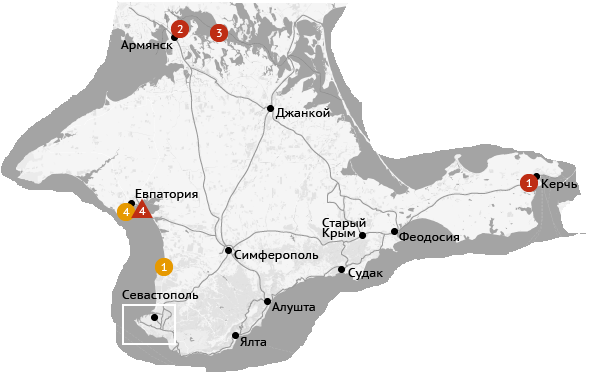 2
3
Армянск
Джанкой
1
Керчь
Евпатория
4
4
Старый
Крым
Феодосия
Симферополь
1
Судак
Севастополь
Алушта
Ялта